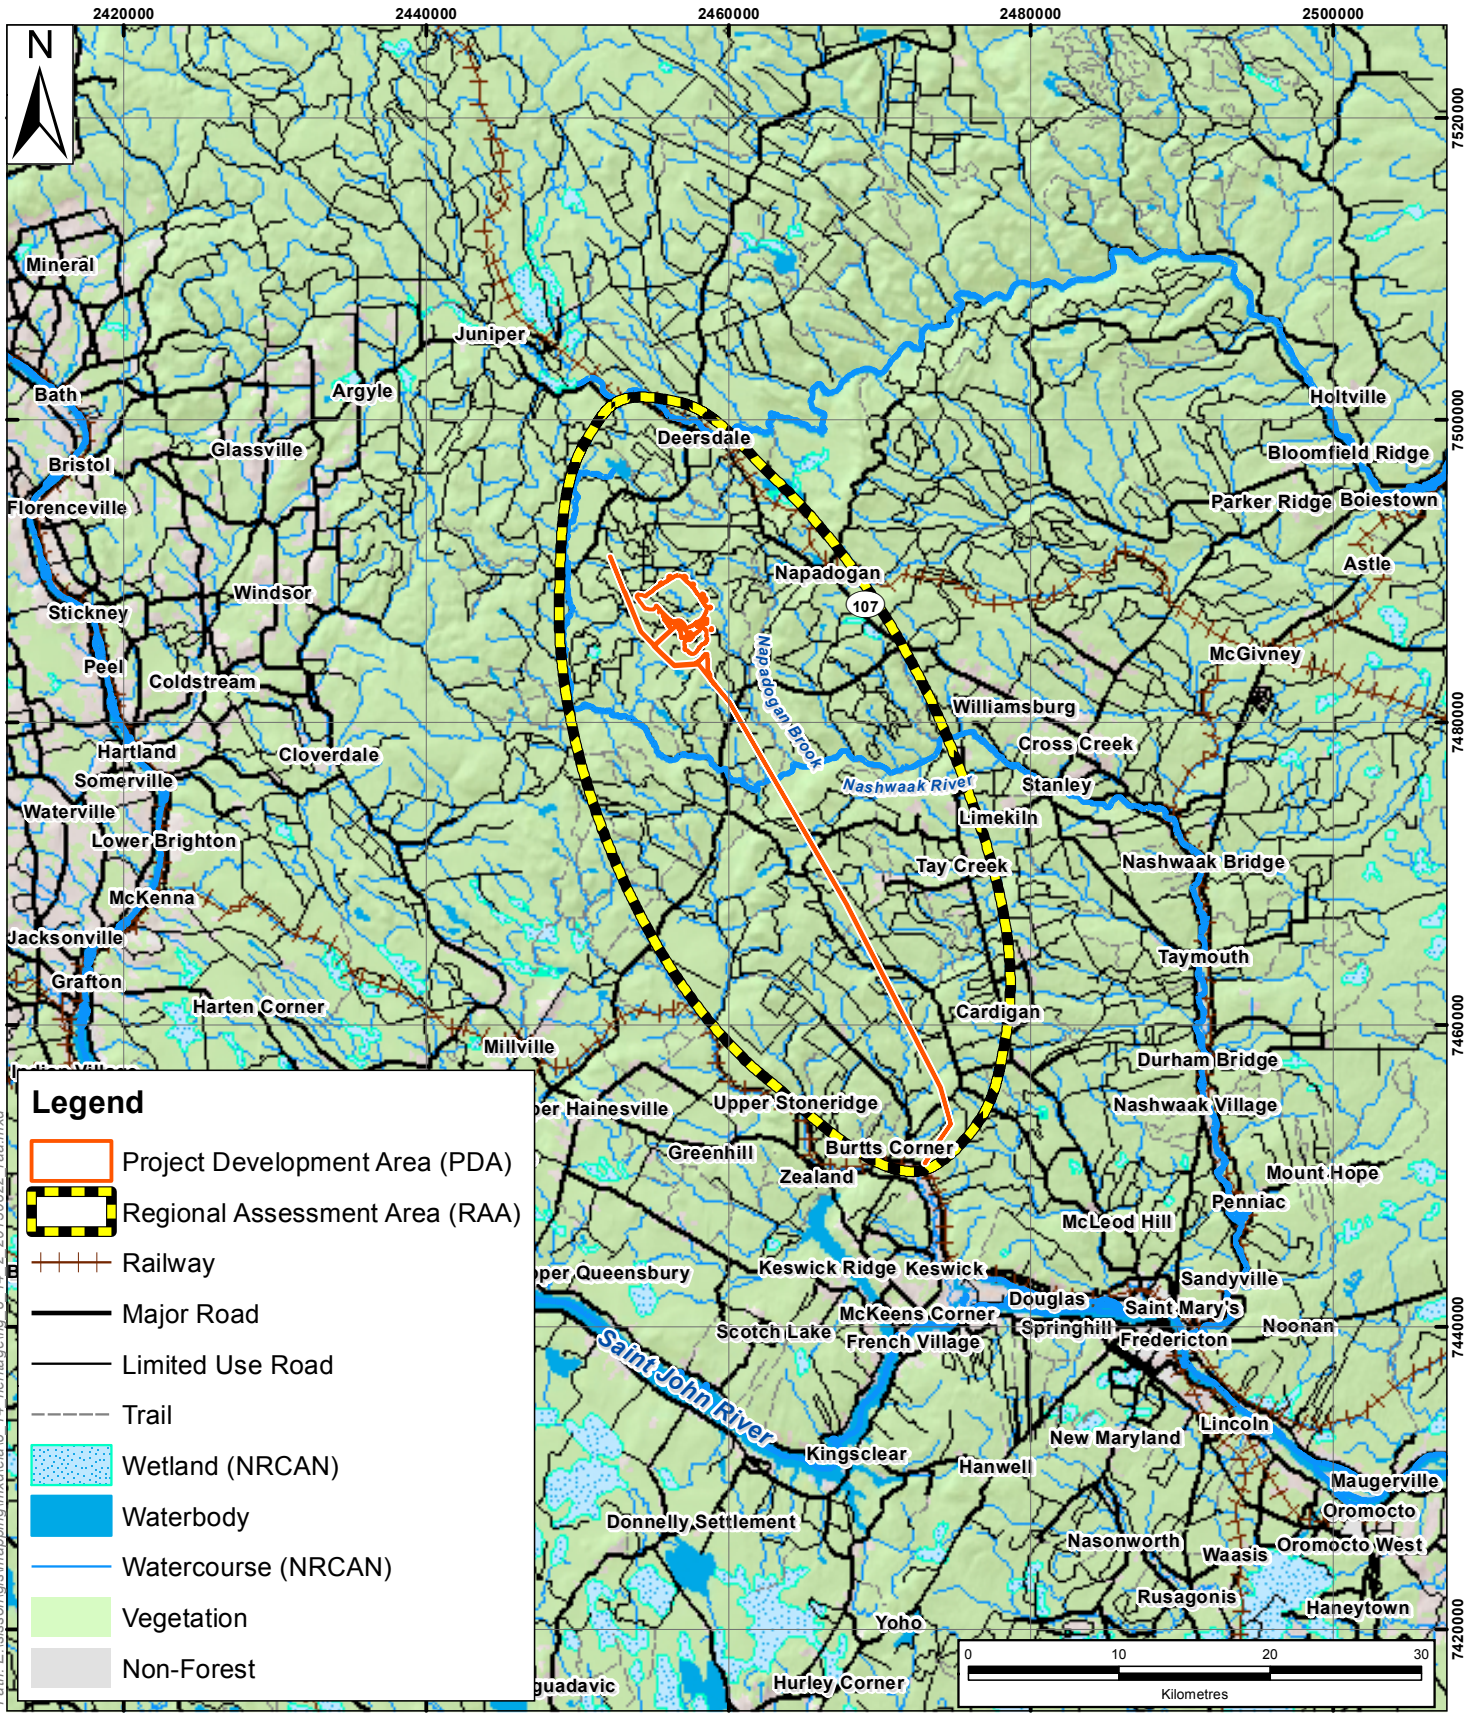 2420000 2440000 2460000 2480000 2500000
N
7520000
Mineral
Juniper
Bath
Argyle
Holtville
7500000
Deersdale
Glassville
Bloomfield Ridge
Bristol
Florenceville
Parker Ridge
Boiestown
Astle
Napadogan
Windsor
107
Stickney
McGivney
Peel
Coldstream
Napadogan Brook
Williamsburg
7480000
Cross Creek
Hartland
Cloverdale
Somerville
Nashwaak River
Stanley
Waterville
Limekiln
Lower Brighton
Nashwaak Bridge
Tay Creek
McKenna
Jacksonville
Taymouth
Grafton
Harten Corner
Cardigan
7460000
Millville
Durham Bridge
Upper Stoneridge
Nashwaak Village
per Hainesville
Burtts Corner
Greenhill
Zealand
Mount Hope
Penniac
McLeod Hill
Keswick Ridge
Keswick
pper Queensbury
Sandyville
Douglas
Saint Mary's
McKeens Corner
7440000
Scotch Lake
French Village
Springhill
Fredericton
Noonan
Saint John River
Lincoln
New Maryland
Kingsclear
Hanwell
Maugerville
Oromocto
Donnelly Settlement
Nasonworth
Waasis
Oromocto West
Rusagonis
Haneytown
Yoho
7420000
guadavic
Hurley Corner
Legend
Project Development Area (PDA)
Regional Assessment Area (RAA)
Railway
Major Road
Limited Use Road
Trail
Wetland (NRCAN)
Waterbody
Watercourse (NRCAN)
Vegetation
Non-Forest
0 10 20 30
Kilometres